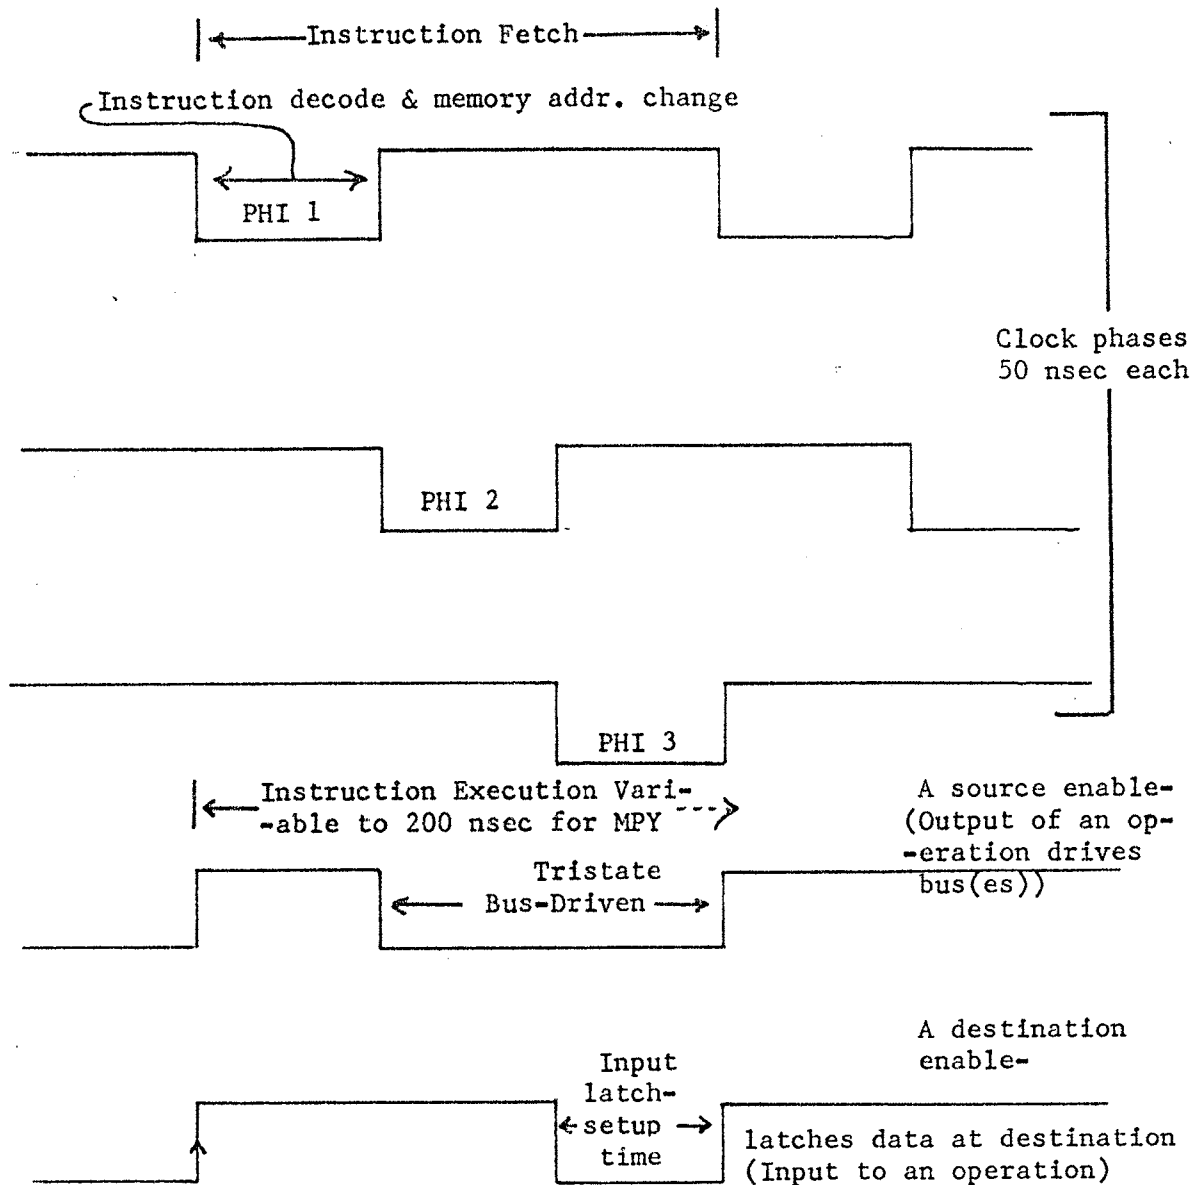 Instruction Fetch
Instruction decode & memory addr. change
PHI 1
Clock phases
50 nsec each
PHI 2
PHI 3
Instruction Execution Vari-
-able to 200 nsec for MPY
A source enable-
(Output of an op-
-eration drives
bus(es))
Tristate
Bus-Driven
A destination
enable-
Input
latch-
setup
time
latches data at destination
(Input to an operation)